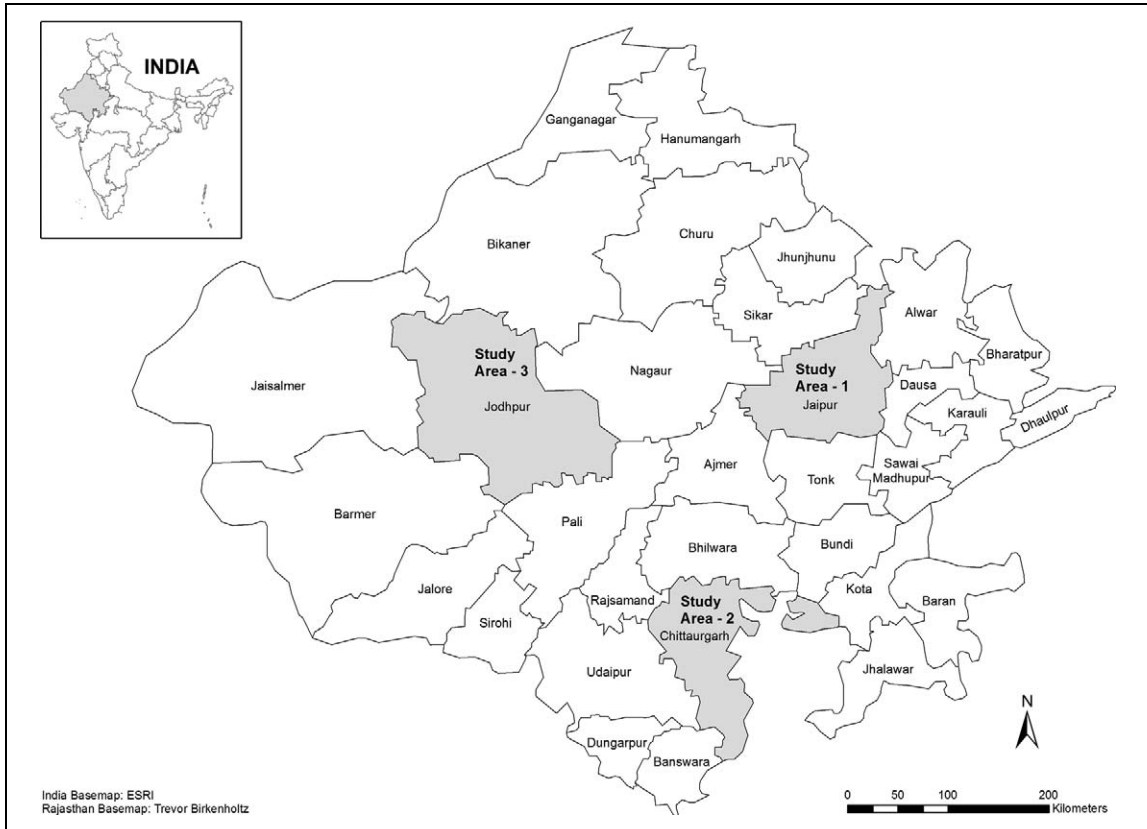 INDIA
Ganganagar
Hanumangarh
Bikaner
Churu
Jhunjhunu
Sikar
Alwar
Bharatpur
Study
Area - 3
Jodhpur
Jaisalmer
Nagaur
Study
Area - 1
Jaipur
Dausa
Karauli
Dhaulpur
Ajmer
Tonk
Sawai
Madhupur
Barmer
Pali
Bhilwara
Bundi
Jalore
Sirohi
Rajsamand
Study
Area - 2
Chittaurgarh
Kota
Baran
Udaipur
Jhalawar
Dungarpur
Banswara
N
India Basemap: ESRI
Rajasthan Basemap: Trevor Birkenholtz
0 50 100 200
Kilometers